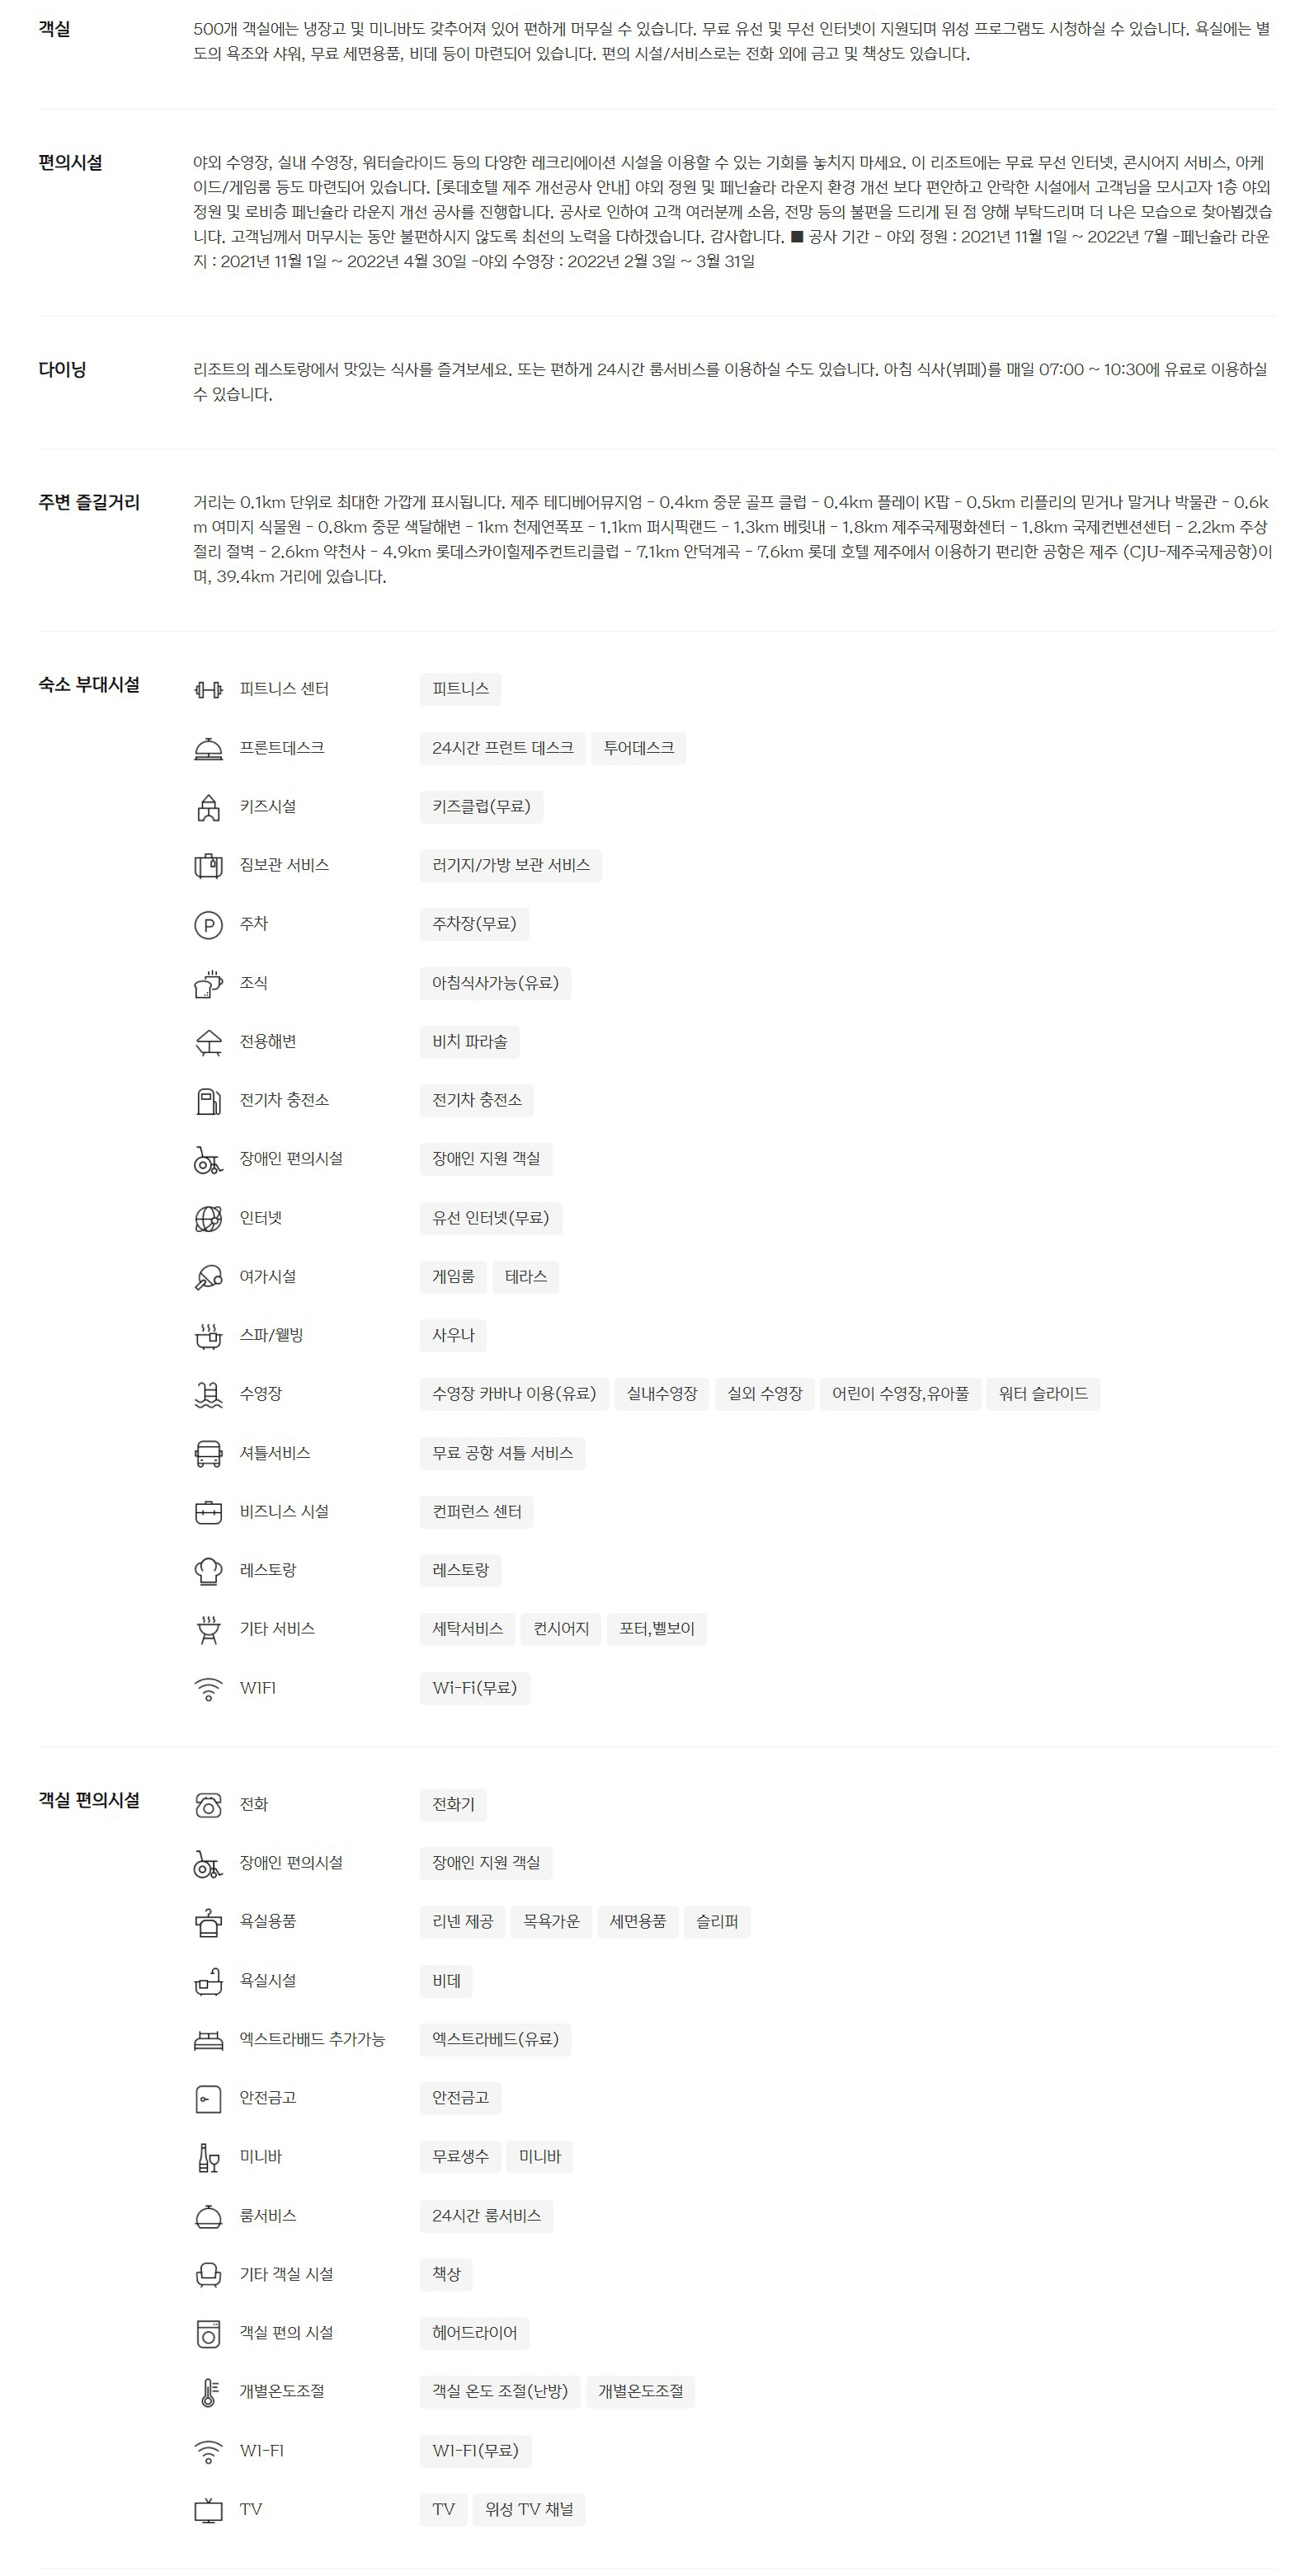 객실
500개 객실에는 냉장고 및 미니바도 갖추어져 있어 편하게 머무실 수 있습니다. 무료 유선 및 무선 인터넷이 지원되며 위성 프로그램도 시청하실 수 있습니다. 욕실에는 별
도의 욕조와 샤워, 무료 세면용품, 비데 등이 마련되어 있습니다. 편의 시설/서비스로는 전화 외에 금고 및 책상도 있습니다.
편의시설
야외 수영장, 실내 수영장, 워터슬라이드 등의 다양한 레크리에이션 시설을 이용할 수 있는 기회를 놓치지 마세요. 이 리조트에는 무료 무선 인터넷, 콘시어지 서비스, 아케
이드/게임룸 등도 마련되어 있습니다. [롯데호텔 제주 개선공사 안내] 야외 정원 및 페닌슐라 라운지 환경 개선 보다 편안하고 안락한 시설에서 고객님을 모시고자 1층 야외
정원 및 로비층 페닌슐라 라운지 개선 공사를 진행합니다. 공사로 인하여 고객 여러분께 소음, 전망 등의 불편을 드리게 된 점 양해 부탁드리며 더 나은 모습으로 찾아뵙겠습
니다. 고객님께서 머무시는 동안 불편하시지 않도록 최선의 노력을 다하겠습니다. 감사합니다. ■ 공사 기간 - 야외 정원 : 2021년 11월 1일 ~ 2022년 7월 -페닌슐라 라운
지 : 2021년 11월 1일 ~ 2022년 4월 30일 -야외 수영장 : 2022년 2월 3일 ~ 3월 31일
다이닝
리조트의 레스토랑에서 맛있는 식사를 즐겨보세요. 또는 편하게 24시간 룸서비스를 이용하실 수도 있습니다. 아침 식사(뷔페)를 매일 07:00 ~ 10:30에 유료로 이용하실
수 있습니다.
주변 즐길거리
거리는 0.1km 단위로 최대한 가깝게 표시됩니다. 제주 테디베어뮤지엄 - 0.4km 중문 골프 클럽 - 0.4km 플레이 K팝 - 0.5km 리플리의 믿거나 말거나 박물관 - 0.6k
m 여미지 식물원 - 0.8km 중문 색달해변 - 1km 천제연폭포 - 1.1km 퍼시픽랜드 - 1.3km 베릿내 - 1.8km 제주국제평화센터 - 1.8km 국제컨벤션센터 - 2.2km 주상
절리 절벽 - 2.6km 약천사 - 4.9km 롯데스카이힐제주컨트리클럽 - 7.1km 안덕계곡 - 7.6km 롯데 호텔 제주에서 이용하기 편리한 공항은 제주 (CJU-제주국제공항)이
며, 39.4km 거리에 있습니다.
숙소 부대시설
피트니스 센터 피트니스
프론트데스크 24시간 프런트 데스크 투어데스크
키즈시설 키즈클럽(무료)
짐보관 서비스 러기지/가방 보관 서비스
주차 주차장(무료)
조식 아침식사가능(유료)
전용해변 비치 파라솔
전기차 충전소 전기차 충전소
장애인 편의시설 장애인 지원 객실
인터넷 유선 인터넷(무료)
여가시설 게임룸 테라스
스파/웰빙 사우나
수영장 수영장 카바나 이용(유료) 실내수영장 실외 수영장 어린이 수영장,유아풀 워터 슬라이드
셔틀서비스 무료 공항 셔틀 서비스
비즈니스 시설 컨퍼런스 센터
레스토랑 레스토랑
기타 서비스 세탁서비스 컨시어지 포터,벨보이
WIFI Wi-Fi(무료)
객실 편의시설
전화 전화기
장애인 편의시설 장애인 지원 객실
욕실용품 리넨 제공 목욕가운 세면용품 슬리퍼
욕실시설 비데
엑스트라배드 추가가능 엑스트라베드(유료)
안전금고 안전금고
미니바 무료생수 미니바
룸서비스 24시간 룸서비스
기타 객실 시설 책상
객실 편의 시설 헤어드라이어
개별온도조절 객실 온도 조절(난방) 개별온도조절
WI-FI WI-FI(무료)
TV TV 위성 TV 채널